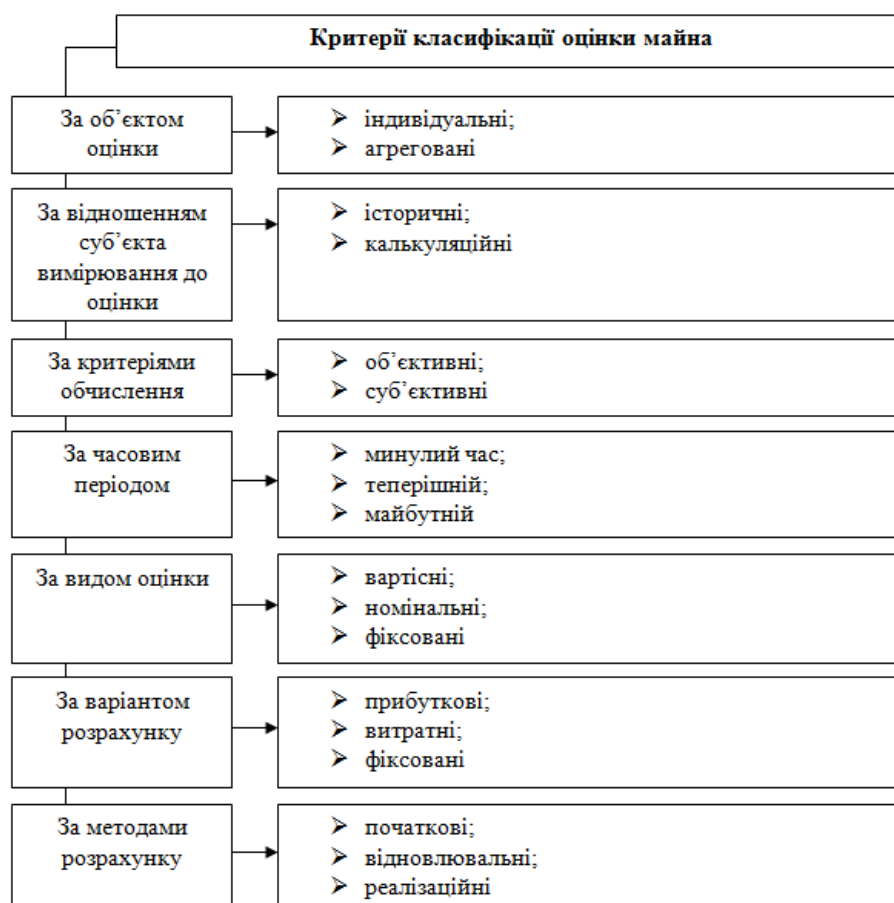 Критерії класифікації оцінки майна
За об’єктом
оцінки
➢ індивідуальні;
➢ агреговані
За відношенням
суб’єкта
вимірювання до
оцінки
➢ історичні;
➢ калькуляційні
За критеріями
обчислення
➢ об’єктивні;
➢ суб’єктивні
За часовим
періодом
➢ минулий час;
➢ теперішній;
➢ майбутній
За видом оцінки
➢ вартісні;
➢ номінальні;
➢ фіксовані
За варіантом
розрахунку
➢ прибуткові;
➢ витратні;
➢ фіксовані
За методами
розрахунку
➢ початкові;
➢ відновлювальні;
➢ реалізаційні